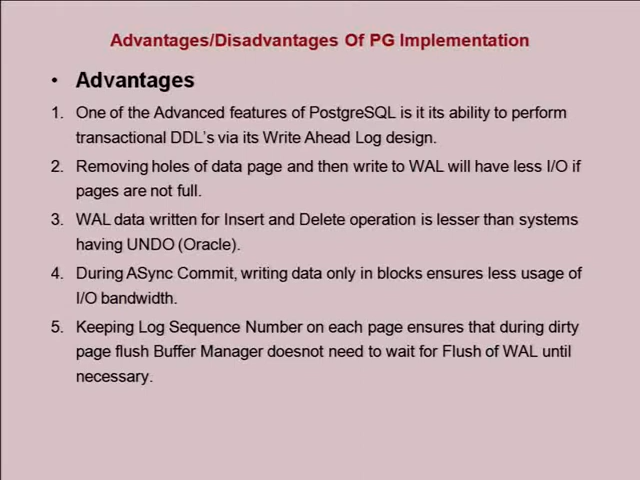 Advantages/Disadvantages Of PG Implementation
• Advantages
1. One of the Advanced features of PostgreSQL is it its ability to perform
transactional DDL's via its Write Ahead Log design.
2. Removing holes of data page and then write to WAL will have less I/O if
pages are not full.
3. WAL data written for Insert and Delete operation is lesser than systems
having UNDO (Oracle).
4. During ASync Commit, writing data only in blocks ensures less usage of
I/O bandwidth.
5. Keeping Log Sequence Number on each page ensures that during dirty
page flush Buffer Manager doesnot need to wait for Flush of WAL until
necessary.